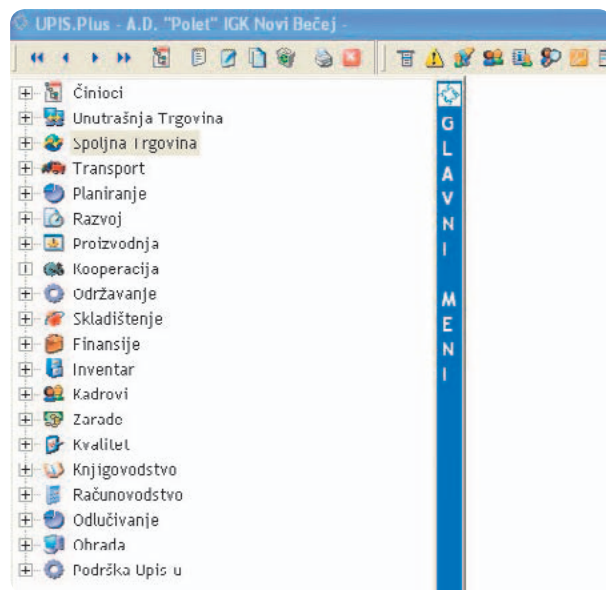 UPIS.Plus - A.D. "Polet" IGK Novi Bečej -
Činioci
Unutrašnja Trgovina
Spoljna Trgovina
Transport
Planiranje
Razvoj
Proizvodnja
Kooperacija
Održavanje
Skladištenje
Finansije
Inventar
Kadrovi
Zarade
Kvalitet
Knjigovodstvo
Računovodstvo
Odlučivanje
Obrada
Podrška Upis u
GLAVNI MENI